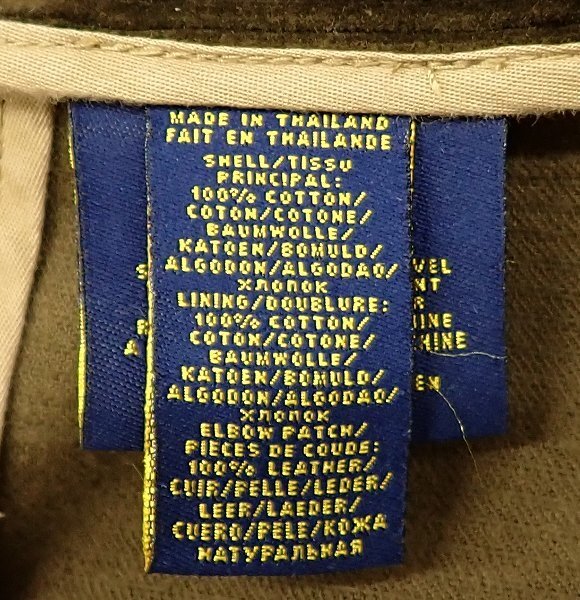 MADE IN THAILAND
FAIT EN THAILANDE
SHELL/TISSU
PRINCIPAL:
100% COTTON/
COTON/COTONE/
BAUMWOLLE/
KATOEN/BOMULD/
ALGODON/ALGODAO/
ХЛОПОК
LINING/DOUBLURE:
100% COTTON/
COTON/COTONE/
BAUMWOLLE/
KATOEN/BOMULD/
ALGODON/ALGODAO/
ХЛОПОК
ELBOW PATCH/
PIECES DE COUDE:
100% LEATHER/
CUIR/PELLE/LEDER/
LEER/LAEDER/
CUERO/PELE/КОЖА
НАТУРАЛЬНАЯ